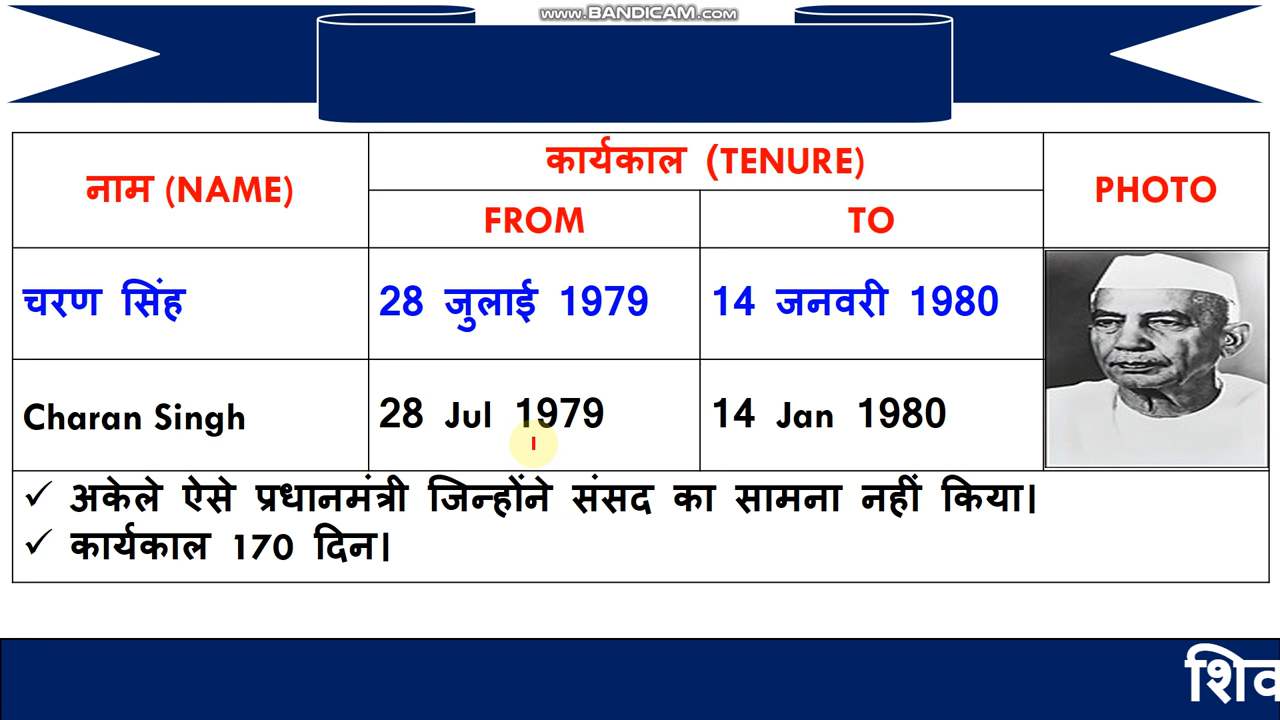 www.BANDICAM.com
नाम (NAME)
कार्यकाल (TENURE)
PHOTO
FROM
TO
चरण सिंह
28 जुलाई 1979
14 जनवरी 1980
Charan Singh
28 Jul 1979
14 Jan 1980
✓ अकेले ऐसे प्रधानमंत्री जिन्होंने संसद का सामना नहीं किया।
✓ कार्यकाल 170 दिन।